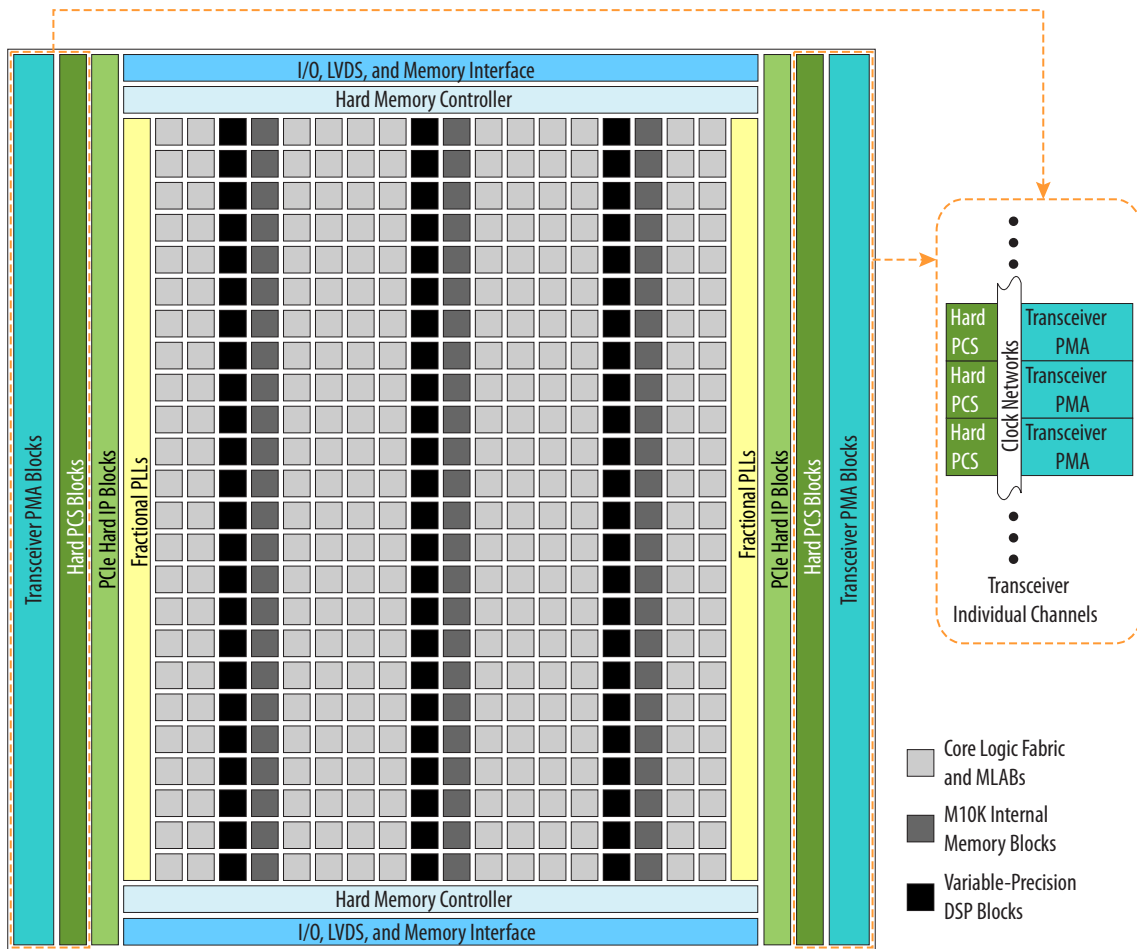 I/O, LVDS, and Memory Interface
Hard Memory Controller
Transceiver PMA Blocks
Hard PCS Blocks
PCIe Hard IP Blocks
Fractional PLLs
Fractional PLLs
PCIe Hard IP Blocks
Hard PCS Blocks
Transceiver PMA Blocks
Hard Memory Controller
I/O, LVDS, and Memory Interface
Hard
PCS
Transceiver
PMA
Hard
PCS
Transceiver
PMA
Hard
PCS
Transceiver
PMA
Clock Networks
Transceiver
Individual Channels
Core Logic Fabric
and MLABs
M10K Internal
Memory Blocks
Variable-Precision
DSP Blocks